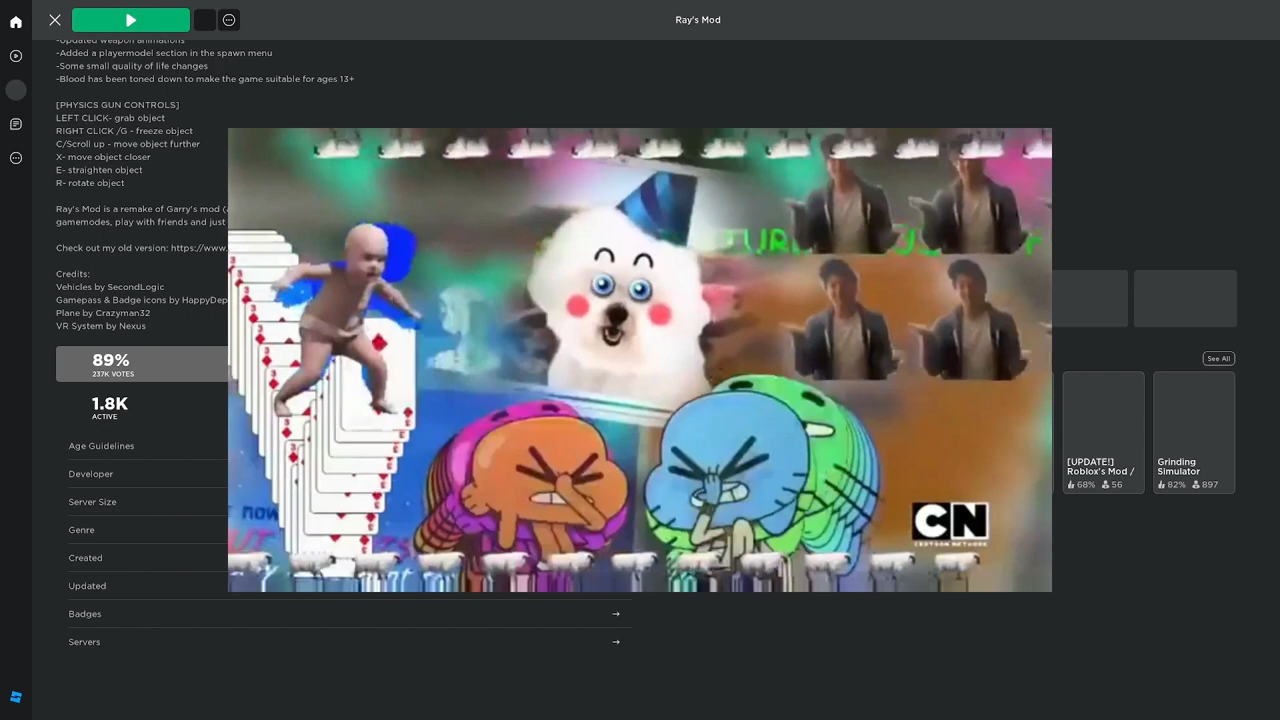 Ray's Mod
-Updated weapon animations
-Added a playermodel section in the spawn menu
-Some small quality of life changes
-Blood has been toned down to make the game suitable for ages 13+
[PHYSICS GUN CONTROLS]
LEFT CLICK- grab object
RIGHT CLICK /G - freeze object
C/Scroll up - move object further
X- move object closer
E- straighten object
R- rotate object
Ray's Mod is a remake of Garry's mod
gamemodes, play with friends and just
Check out my old version: https://www.
Credits:
Vehicles by SecondLogic
Gamepass & Badge icons by HappyDep
Plane by Crazyman32
VR System by Nexus
89%
237K VOTES
1.8K
ACTIVE
Age Guidelines
Developer
Server Size
Genre
Created
Updated
Badges →
Servers →
now
CN
CARTOON NETWORK
See All
[UPDATE!]
Roblox's Mod /
68% 56
Grinding
Simulator
82% 897